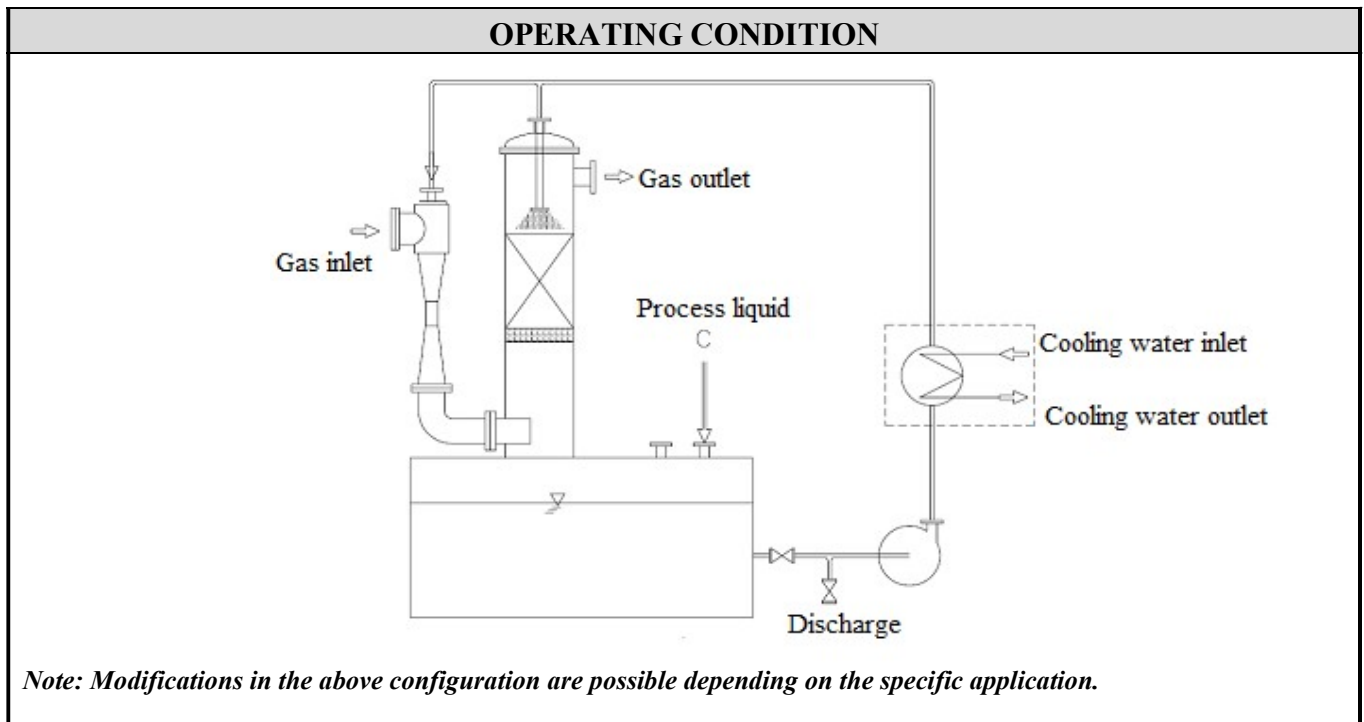 OPERATING CONDITION
Gas outlet
Gas inlet
Process liquid
C
Cooling water inlet
Cooling water outlet
Discharge
Note: Modifications in the above configuration are possible depending on the specific application.